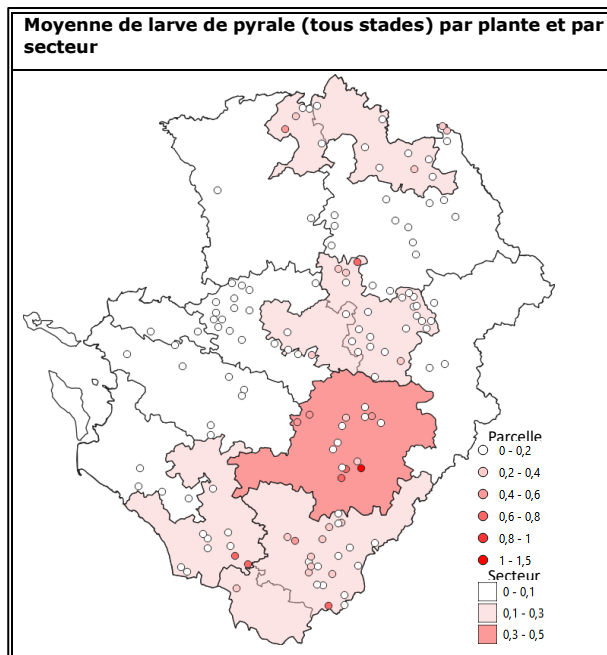 Moyenne de larve de pyrale (tous stades) par plante et par
secteur
Parcelle
0 - 0,2
0,2 - 0,4
0,4 - 0,6
0,6 - 0,8
0,8 - 1
1 - 1,5
Secteur
0 - 0,1
0,1 - 0,3
0,3 - 0,5